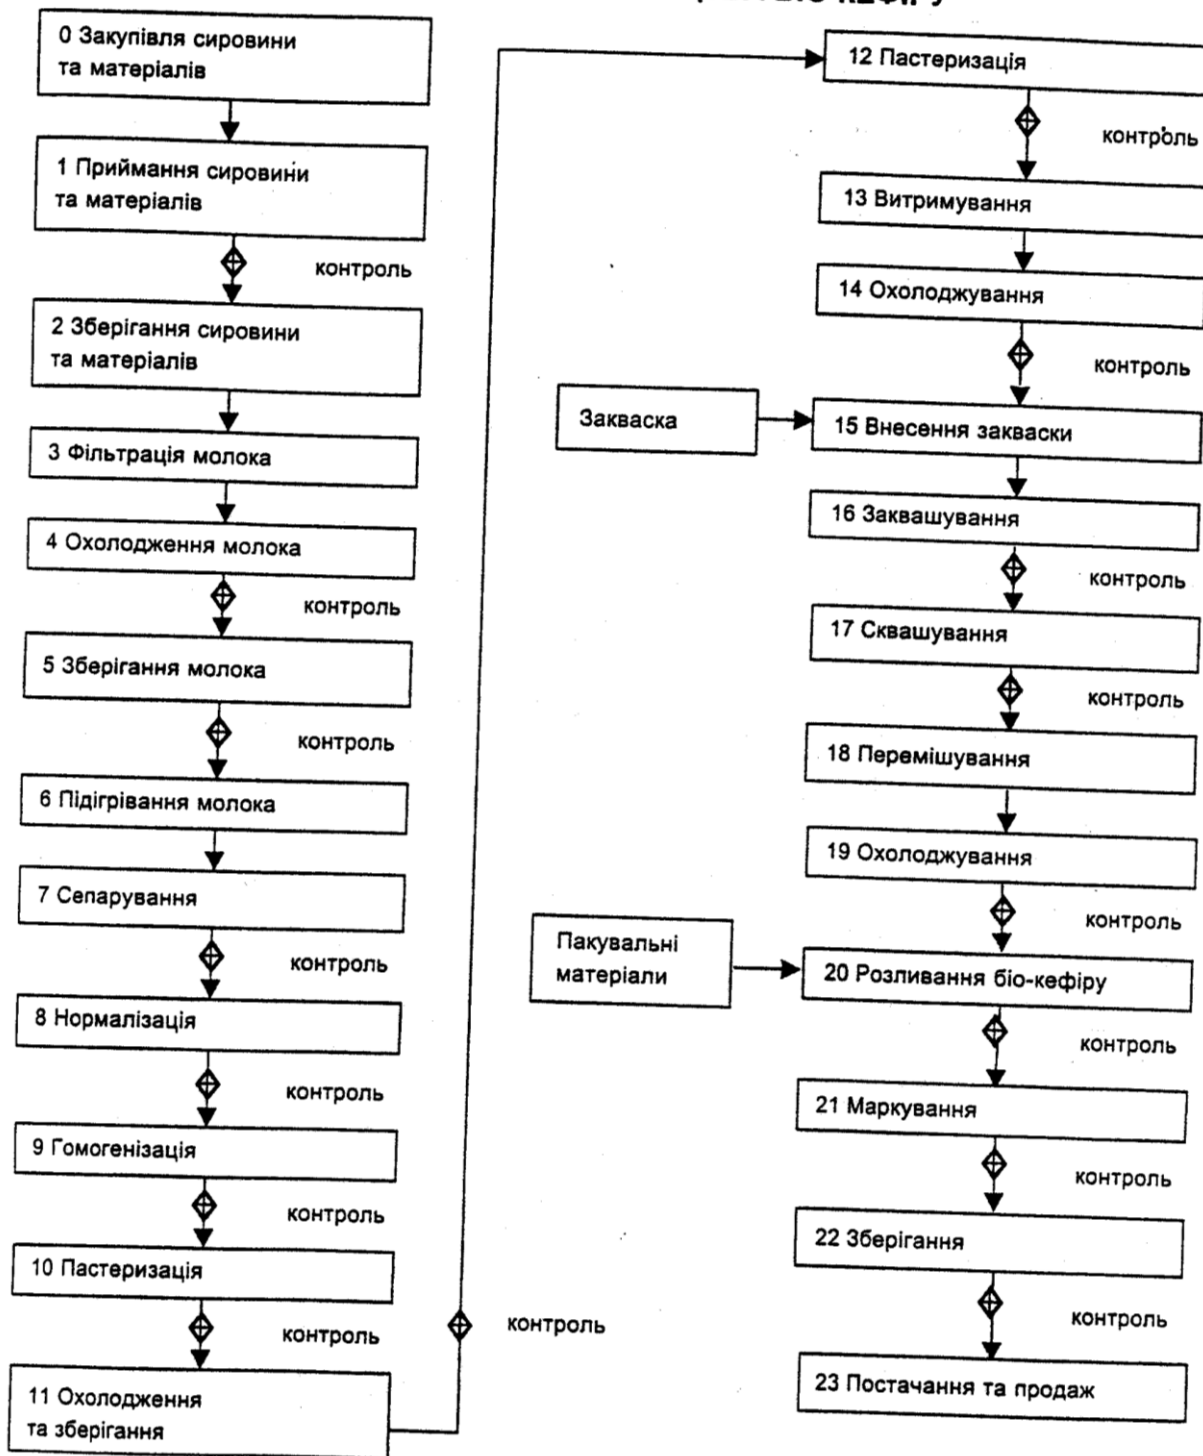 КЕФІРУ
0 Закупівля сировини
та матеріалів
1 Приймання сировини
та матеріалів
контроль
2 Зберігання сировини
та матеріалів
3 Фільтрація молока
4 Охолодження молока
контроль
5 Зберігання молока
контроль
6 Підігрівання молока
7 Сепарування
контроль
8 Нормалізація
контроль
9 Гомогенізація
контроль
10 Пастеризація
контроль
11 Охолодження
та зберігання
контроль
12 Пастеризація
контроль
13 Витримування
14 Охолоджування
контроль
Закваска
15 Внесення закваски
16 Заквашування
контроль
17 Сквашування
контроль
18 Перемішування
19 Охолоджування
контроль
Пакувальні
матеріали
20 Розливання біо-кефіру
контроль
21 Маркування
контроль
22 Зберігання
контроль
23 Постачання та продаж